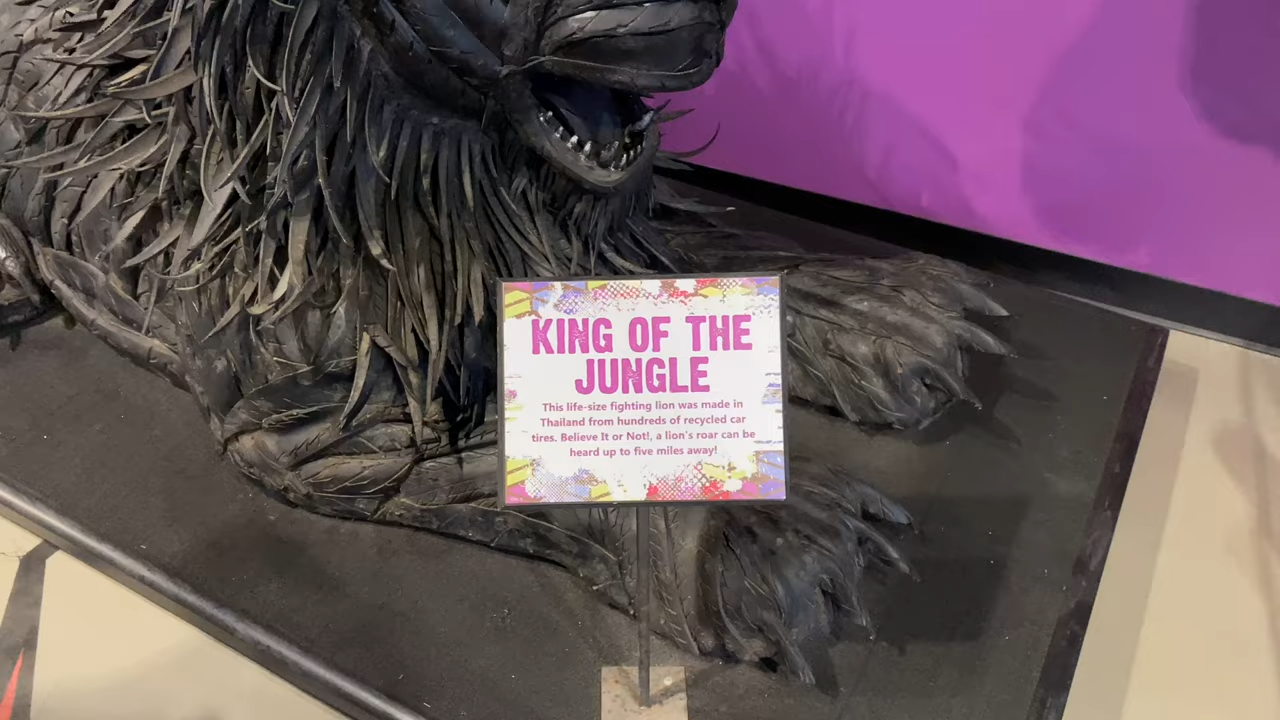 KING OF THE
JUNGLE
This life-size fighting lion was made in
Thailand from hundreds of recycled car
tires. Believe It or Not!, a lion's roar can be
heard up to five miles away!